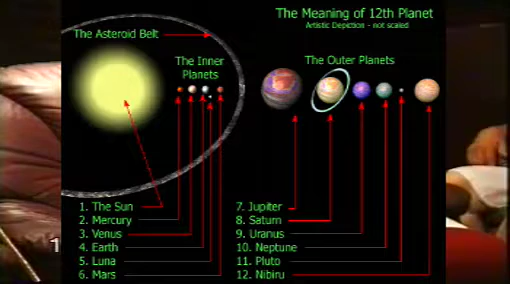 The Meaning of 12th Planet
Artistic Depiction - not scaled
The Asteroid Belt
The Inner
Planets
The Outer Planets
1. The Sun
2. Mercury
3. Venus
4. Earth
5. Luna
6. Mars
7. Jupiter
8. Saturn
9. Uranus
10. Neptune
11. Pluto
12. Nibiru
1